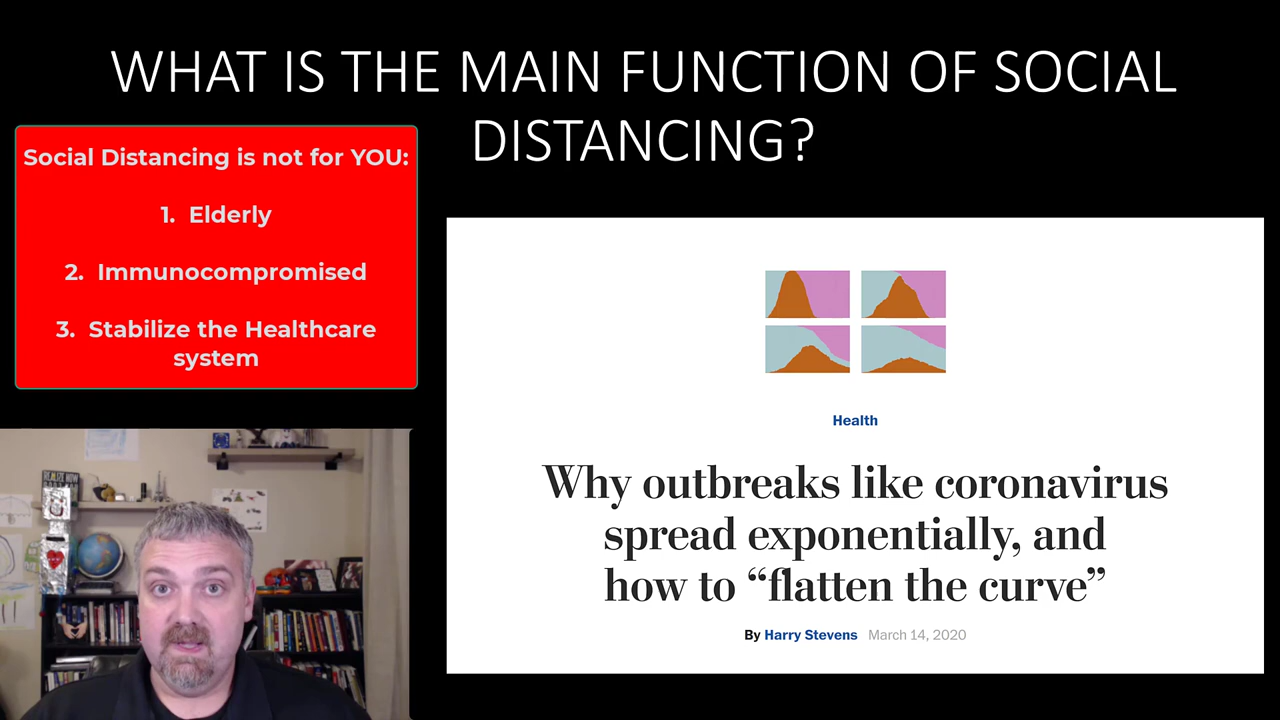 WHAT IS THE MAIN FUNCTION OF SOCIAL
DISTANCING?
Social Distancing is not for YOU:
1. Elderly
2. Immunocompromised
3. Stabilize the Healthcare
system
Health
Why outbreaks like coronavirus
spread exponentially, and
how to “flatten the curve”
By Harry Stevens March 14, 2020